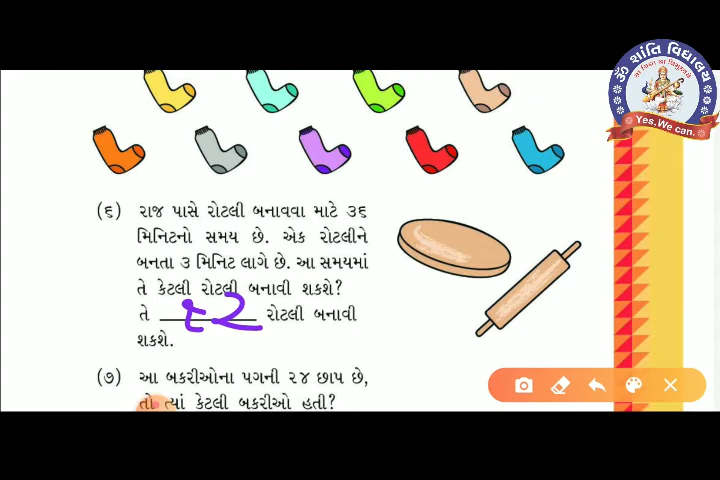 ૐ શાંતિ વિદ્યાલય
Yes, We can.
(૬) રાજ પાસે રોટલી બનાવવા માટે ૩૬
મિનિટનો સમય છે. એક રોટલીને
બનતા ૩ મિનિટ લાગે છે. આ સમયમાં
તે કેટલી રોટલી બનાવી શકશે?
તે ૧૨ રોટલી બનાવી
શકશે.
(૭) આ બકરીઓના પગની ૨૪ છાપ છે,
તો ત્યાં કેટલી બકરીઓ હતી?